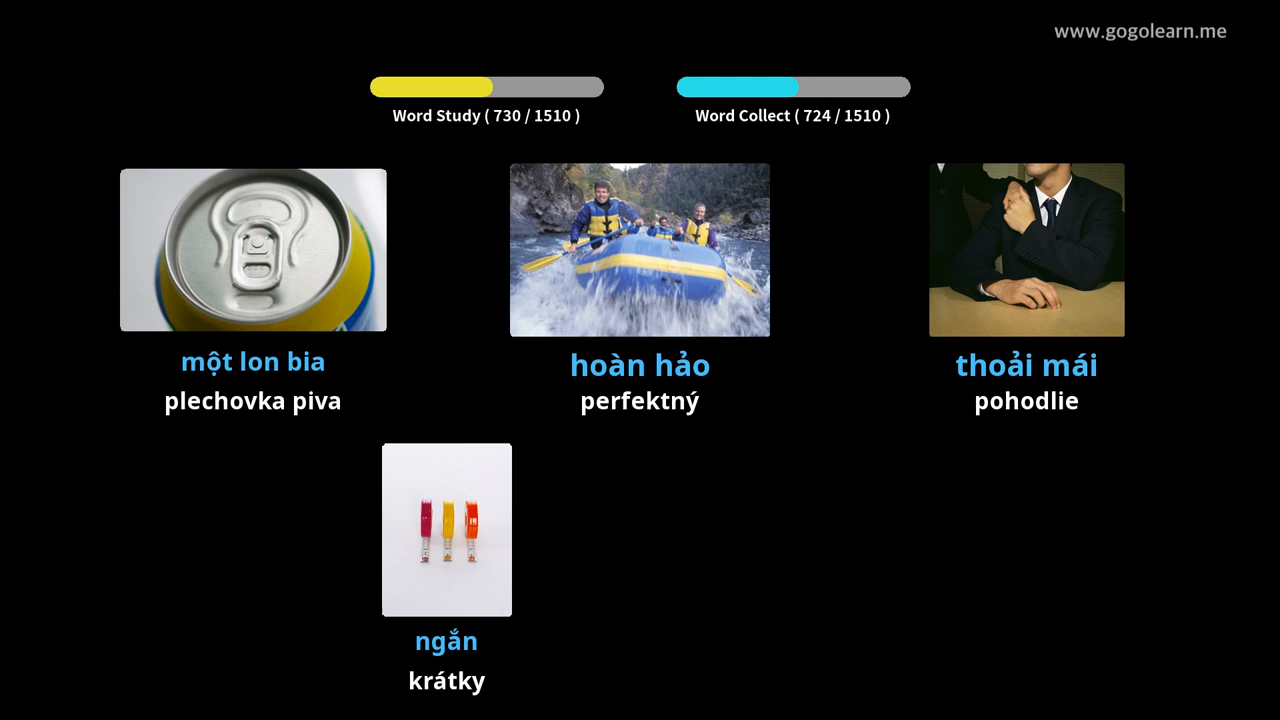 www.gogolearn.me
Word Study ( 730 / 1510 )
Word Collect ( 724 / 1510 )
một lon bia
plechovka piva
hoàn hảo
perfektný
thoải mái
pohodlie
ngắn
krátky